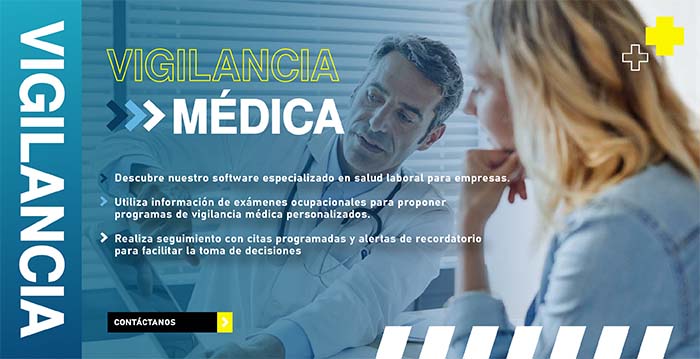 VIGILANCIA
VIGILANCIA
MÉDICA
Descubre nuestro software especializado en salud laboral para empresas.
Utiliza información de exámenes ocupacionales para proponer
programas de vigilancia médica personalizados.
Realiza seguimiento con citas programadas y alertas de recordatorio
para facilitar la toma de decisiones
CONTÁCTANOS